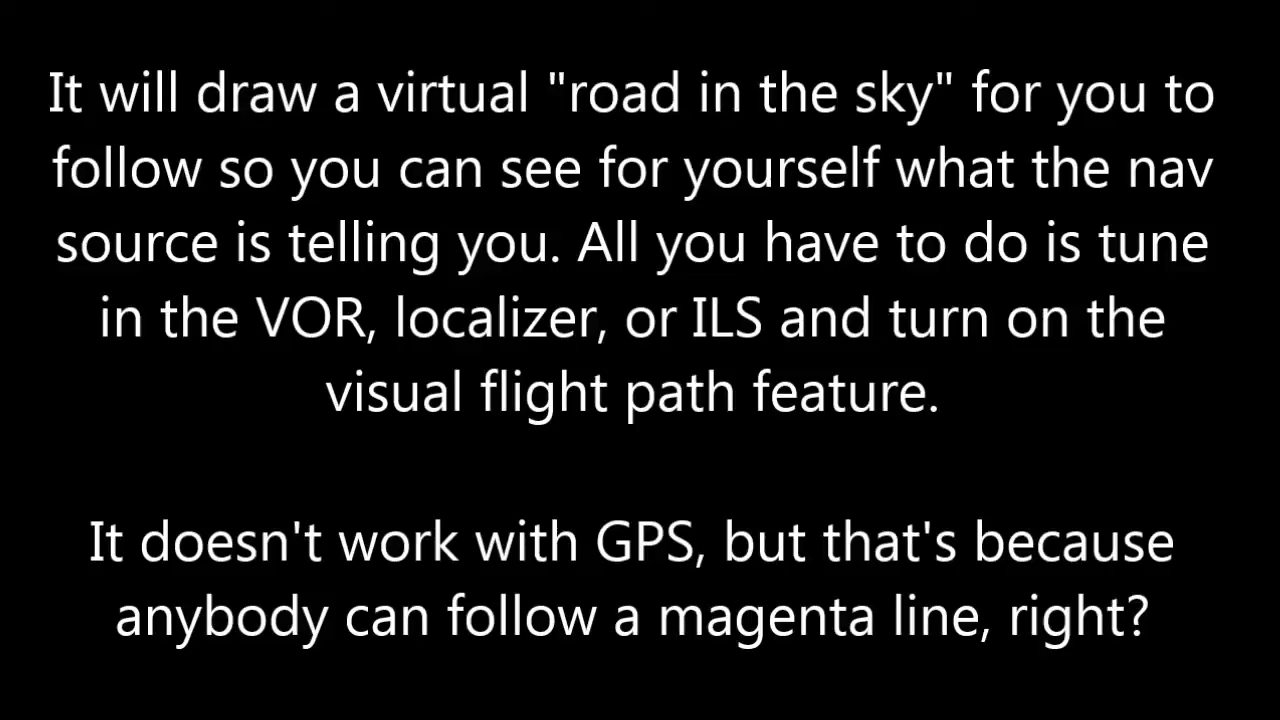 It will draw a virtual "road in the sky" for you to
follow so you can see for yourself what the nav
source is telling you. All you have to do is tune
in the VOR, localizer, or ILS and turn on the
visual flight path feature.
It doesn't work with GPS, but that's because
anybody can follow a magenta line, right?